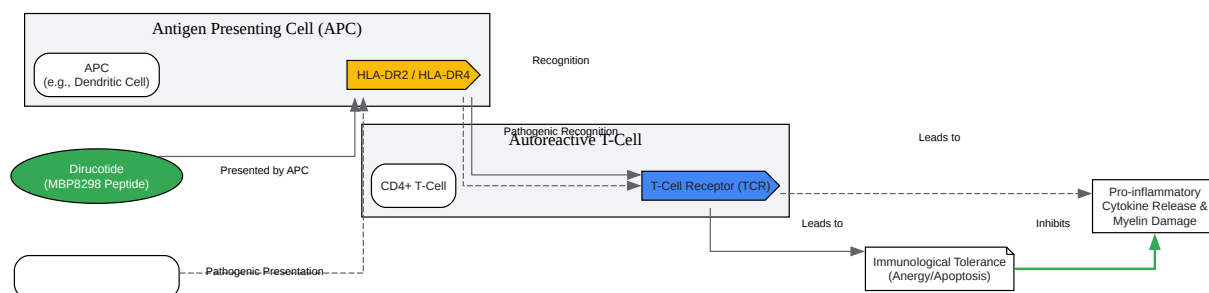 Antigen Presenting Cell (APC)
APC
(e.g., Dendritic Cell)
HLA-DR2 / HLA-DR4
Recognition
Pathogenic Recognition
Autoreactive T-Cell
Leads to
Dirucotide
(MBP8298 Peptide)
Presented by APC
CD4+ T-Cell
T-Cell Receptor (TCR)
Pro-inflammatory
Cytokine Release &
Myelin Damage
Leads to
Inhibits
Pathogenic Presentation
Immunological Tolerance
(Anergy/Apoptosis)